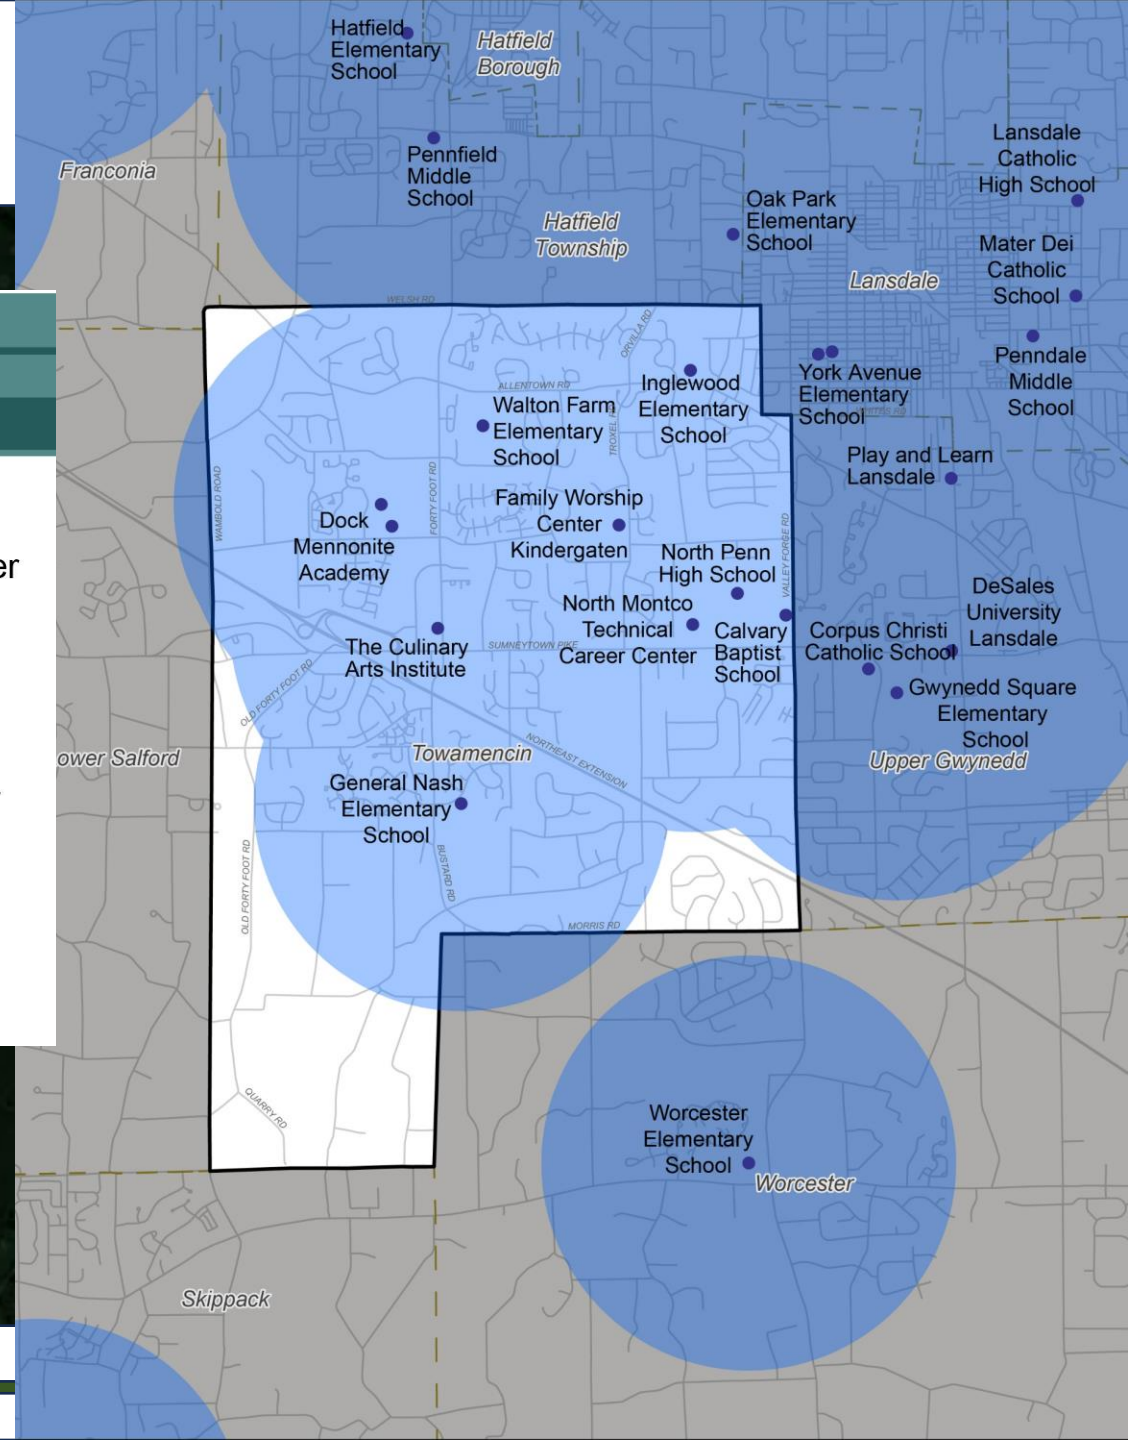 Hatfield
Elementary
School
Hatfield
Borough
Pennfield
Middle
School
Franconia
Hatfield
Township
Oak Park
Elementary
School
Lansdale
Catholic
High School
Lansdale
Mater Dei
Catholic
School
WELSH RD
ORVILLA RD
Inglewood
Elementary
School
York Avenue
Elementary
School
Penndale
Middle
School
ALLENTOWN RD
Walton Farm
Elementary
School
TROXEL RD
Play and Learn
Lansdale
WAMBOLD ROAD
FORTY FOOT RD
Family Worship
Center
Kindergaten
Dock
Mennonite
Academy
er
North Penn
High School
VALLEY FORGE RD
North Montco
Technical
Career Center
Calvary
Baptist
School
DeSales
University
Lansdale
Corpus Christi
Catholic School
The Culinary
Arts Institute
SUMNEYTOWN PIKE
OLD FORTY FOOT RD
Gwynedd Square
Elementary
School
ower Salford
Towamencin
NORTHEAST EXTENSION
Upper Gwynedd
General Nash
Elementary
School
OLD FORTY FOOT RD
BUSTARD RD
MORRIS RD
QUARRY RD
Worcester
Elementary
School
Worcester
Skippack